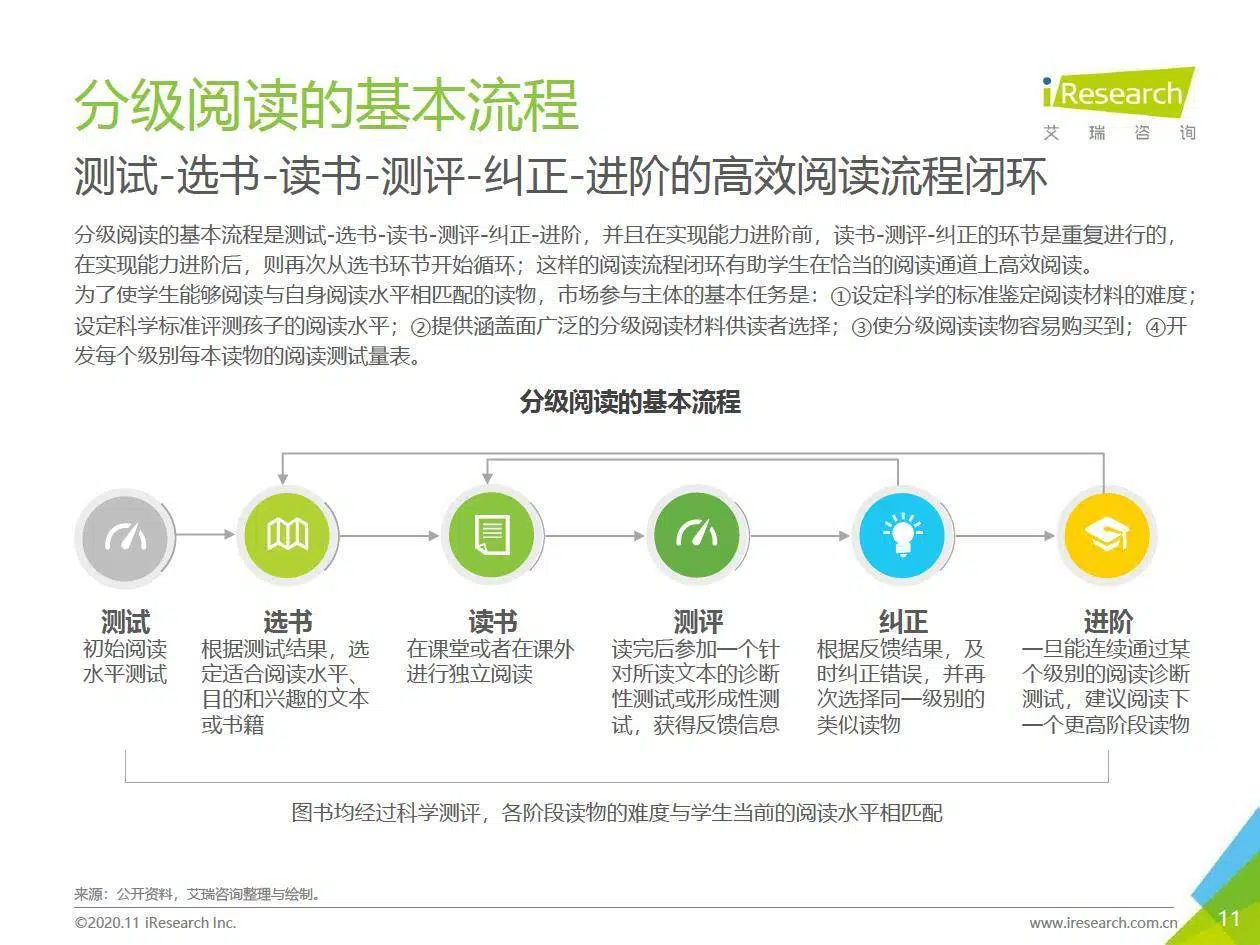 分级阅读的基本流程
iResearch
艾瑞咨询
测试-选书-读书-测评-纠正-进阶的高效阅读流程闭环
分级阅读的基本流程是测试-选书-读书-测评-纠正-进阶，并且在实现能力进阶前，读书-测评-纠正的环节是重复进行的，
在实现能力进阶后，则再次从选书环节开始循环；这样的阅读流程闭环有助学生在恰当的阅读通道上高效阅读。
为了使学生能够阅读与自身阅读水平相匹配的读物，市场参与主体的基本任务是：①设定科学的标准鉴定阅读材料的难度；
设定科学标准评测孩子的阅读水平；②提供涵盖面广泛的分级阅读材料供读者选择；③使分级阅读读物容易购买到；④开
发每个级别每本读物的阅读测试量表。
分级阅读的基本流程
测试
初始阅读
水平测试
选书
根据测试结果，选
定适合阅读水平、
目的和兴趣的文本
或书籍
读书
在课堂或者在课外
进行独立阅读
测评
读完后参加一个针
对所读文本的诊断
性测试或形成性测
试，获得反馈信息
纠正
根据反馈结果，及
时纠正错误，并再
次选择同一级别的
类似读物
进阶
一旦能连续通过某
个级别的阅读诊断
测试，建议阅读下
一个更高阶段读物
图书均经过科学测评，各阶段读物的难度与学生当前的阅读水平相匹配
来源：公开资料，艾瑞咨询整理与绘制。
©2020.11 iResearch Inc.
www.iresearch.com.cn
11